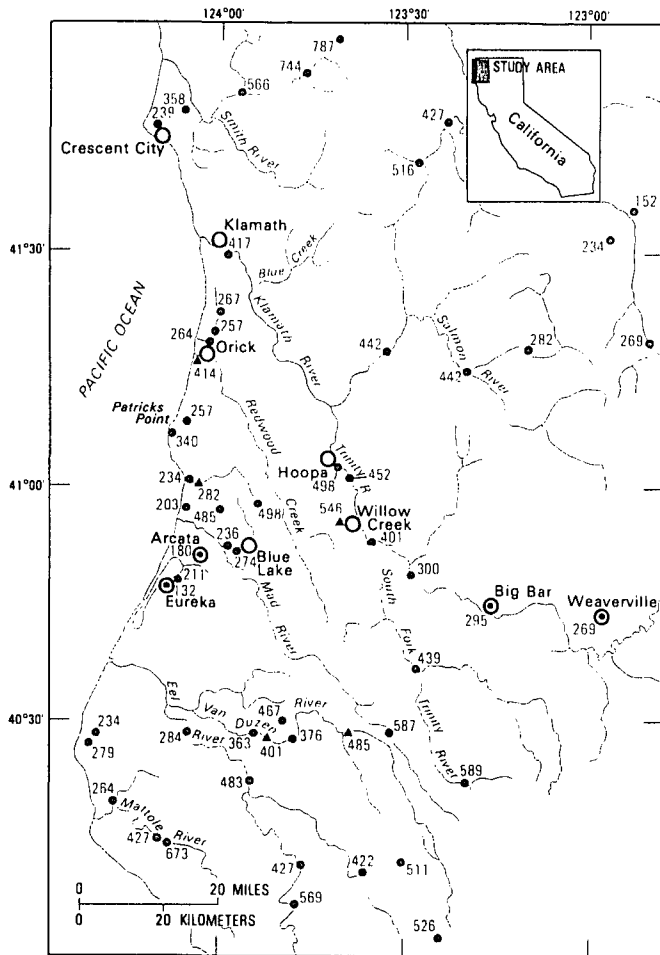 124°00'
123°30'
123°00'
787
744
566
358
239
Crescent City
Smith River
STUDY AREA
California
427
516
152
234
41°30'
Klamath
417
Blue Creek
PACIFIC OCEAN
267
257
264
Orick
414
Klamath River
Salmon River
442
282
442
269
Patricks Point
257
340
Redwood Creek
Hoopa
Trinity R
498
452
41°00'
234
282
203
485
498
546
Willow Creek
401
236
274
Blue Lake
Arcata
180
211
Eureka
132
300
Big Bar
295
Weaverville
269
Mad River
South Fork Trinity River
439
40°30'
Eel River
Van Duzen River
467
234
279
284
363
401
376
485
587
589
483
264
Mattole River
427
673
427
422
511
569
526
0 20 MILES
0 20 KILOMETERS